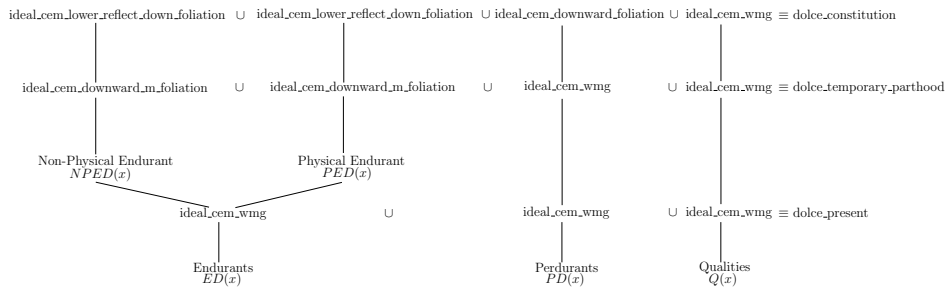 ideal_cem_lower_reflect_down_foliation ∪ ideal_cem_lower_reflect_down_foliation ∪ ideal_cem_downward_foliation ∪ ideal_cem_wmg ≡ dolce_constitution
ideal_cem_downward_m_foliation ∪ ideal_cem_downward_m_foliation ∪ ideal_cem_wmg ∪ ideal_cem_wmg ≡ dolce_temporary_parthood
Non-Physical Endurant Physical Endurant
NPED(x) PED(x)
ideal_cem_wmg ∪ ideal_cem_wmg ∪ ideal_cem_wmg ≡ dolce_present
Endurants Perdurants Qualities
ED(x) PD(x) Q(x)